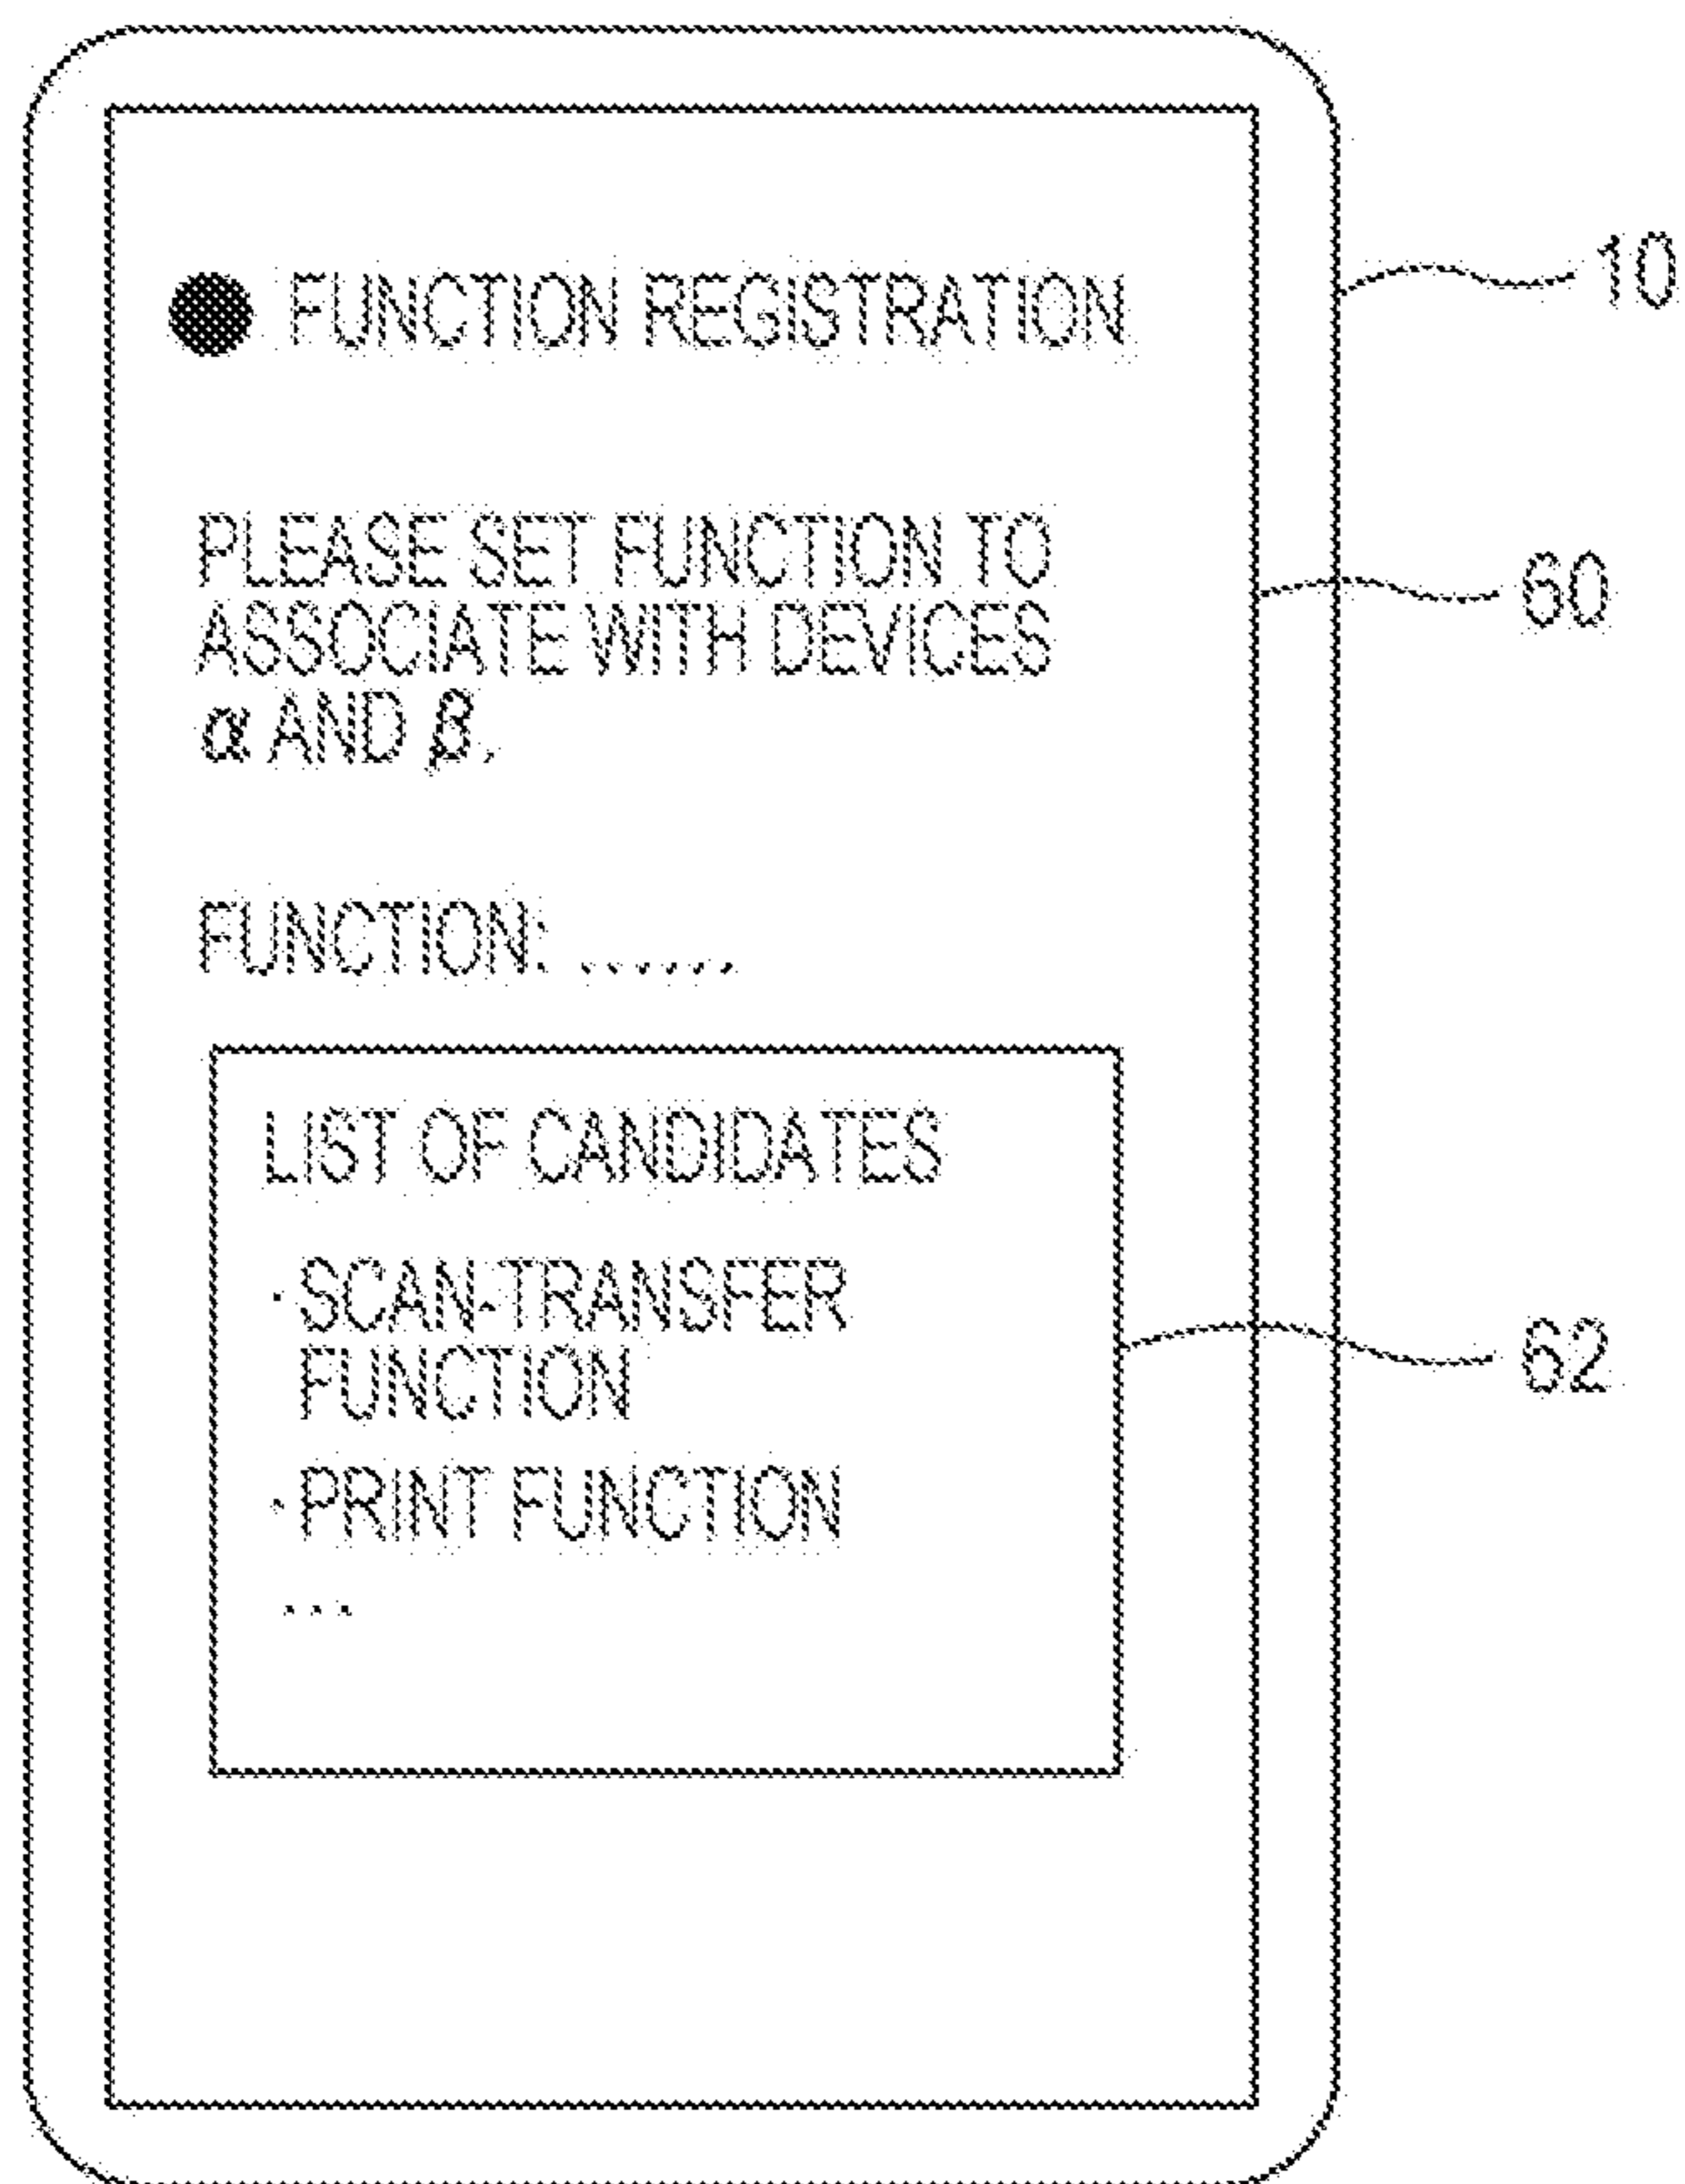 ● FUNCTION REGISTRATION
10
PLEASE SET FUNCTION TO
ASSOCIATE WITH DEVICES
α AND β.
60
FUNCTION: ......
LIST OF CANDIDATES
·SCAN-TRANSFER
FUNCTION
62
·PRINT FUNCTION
...